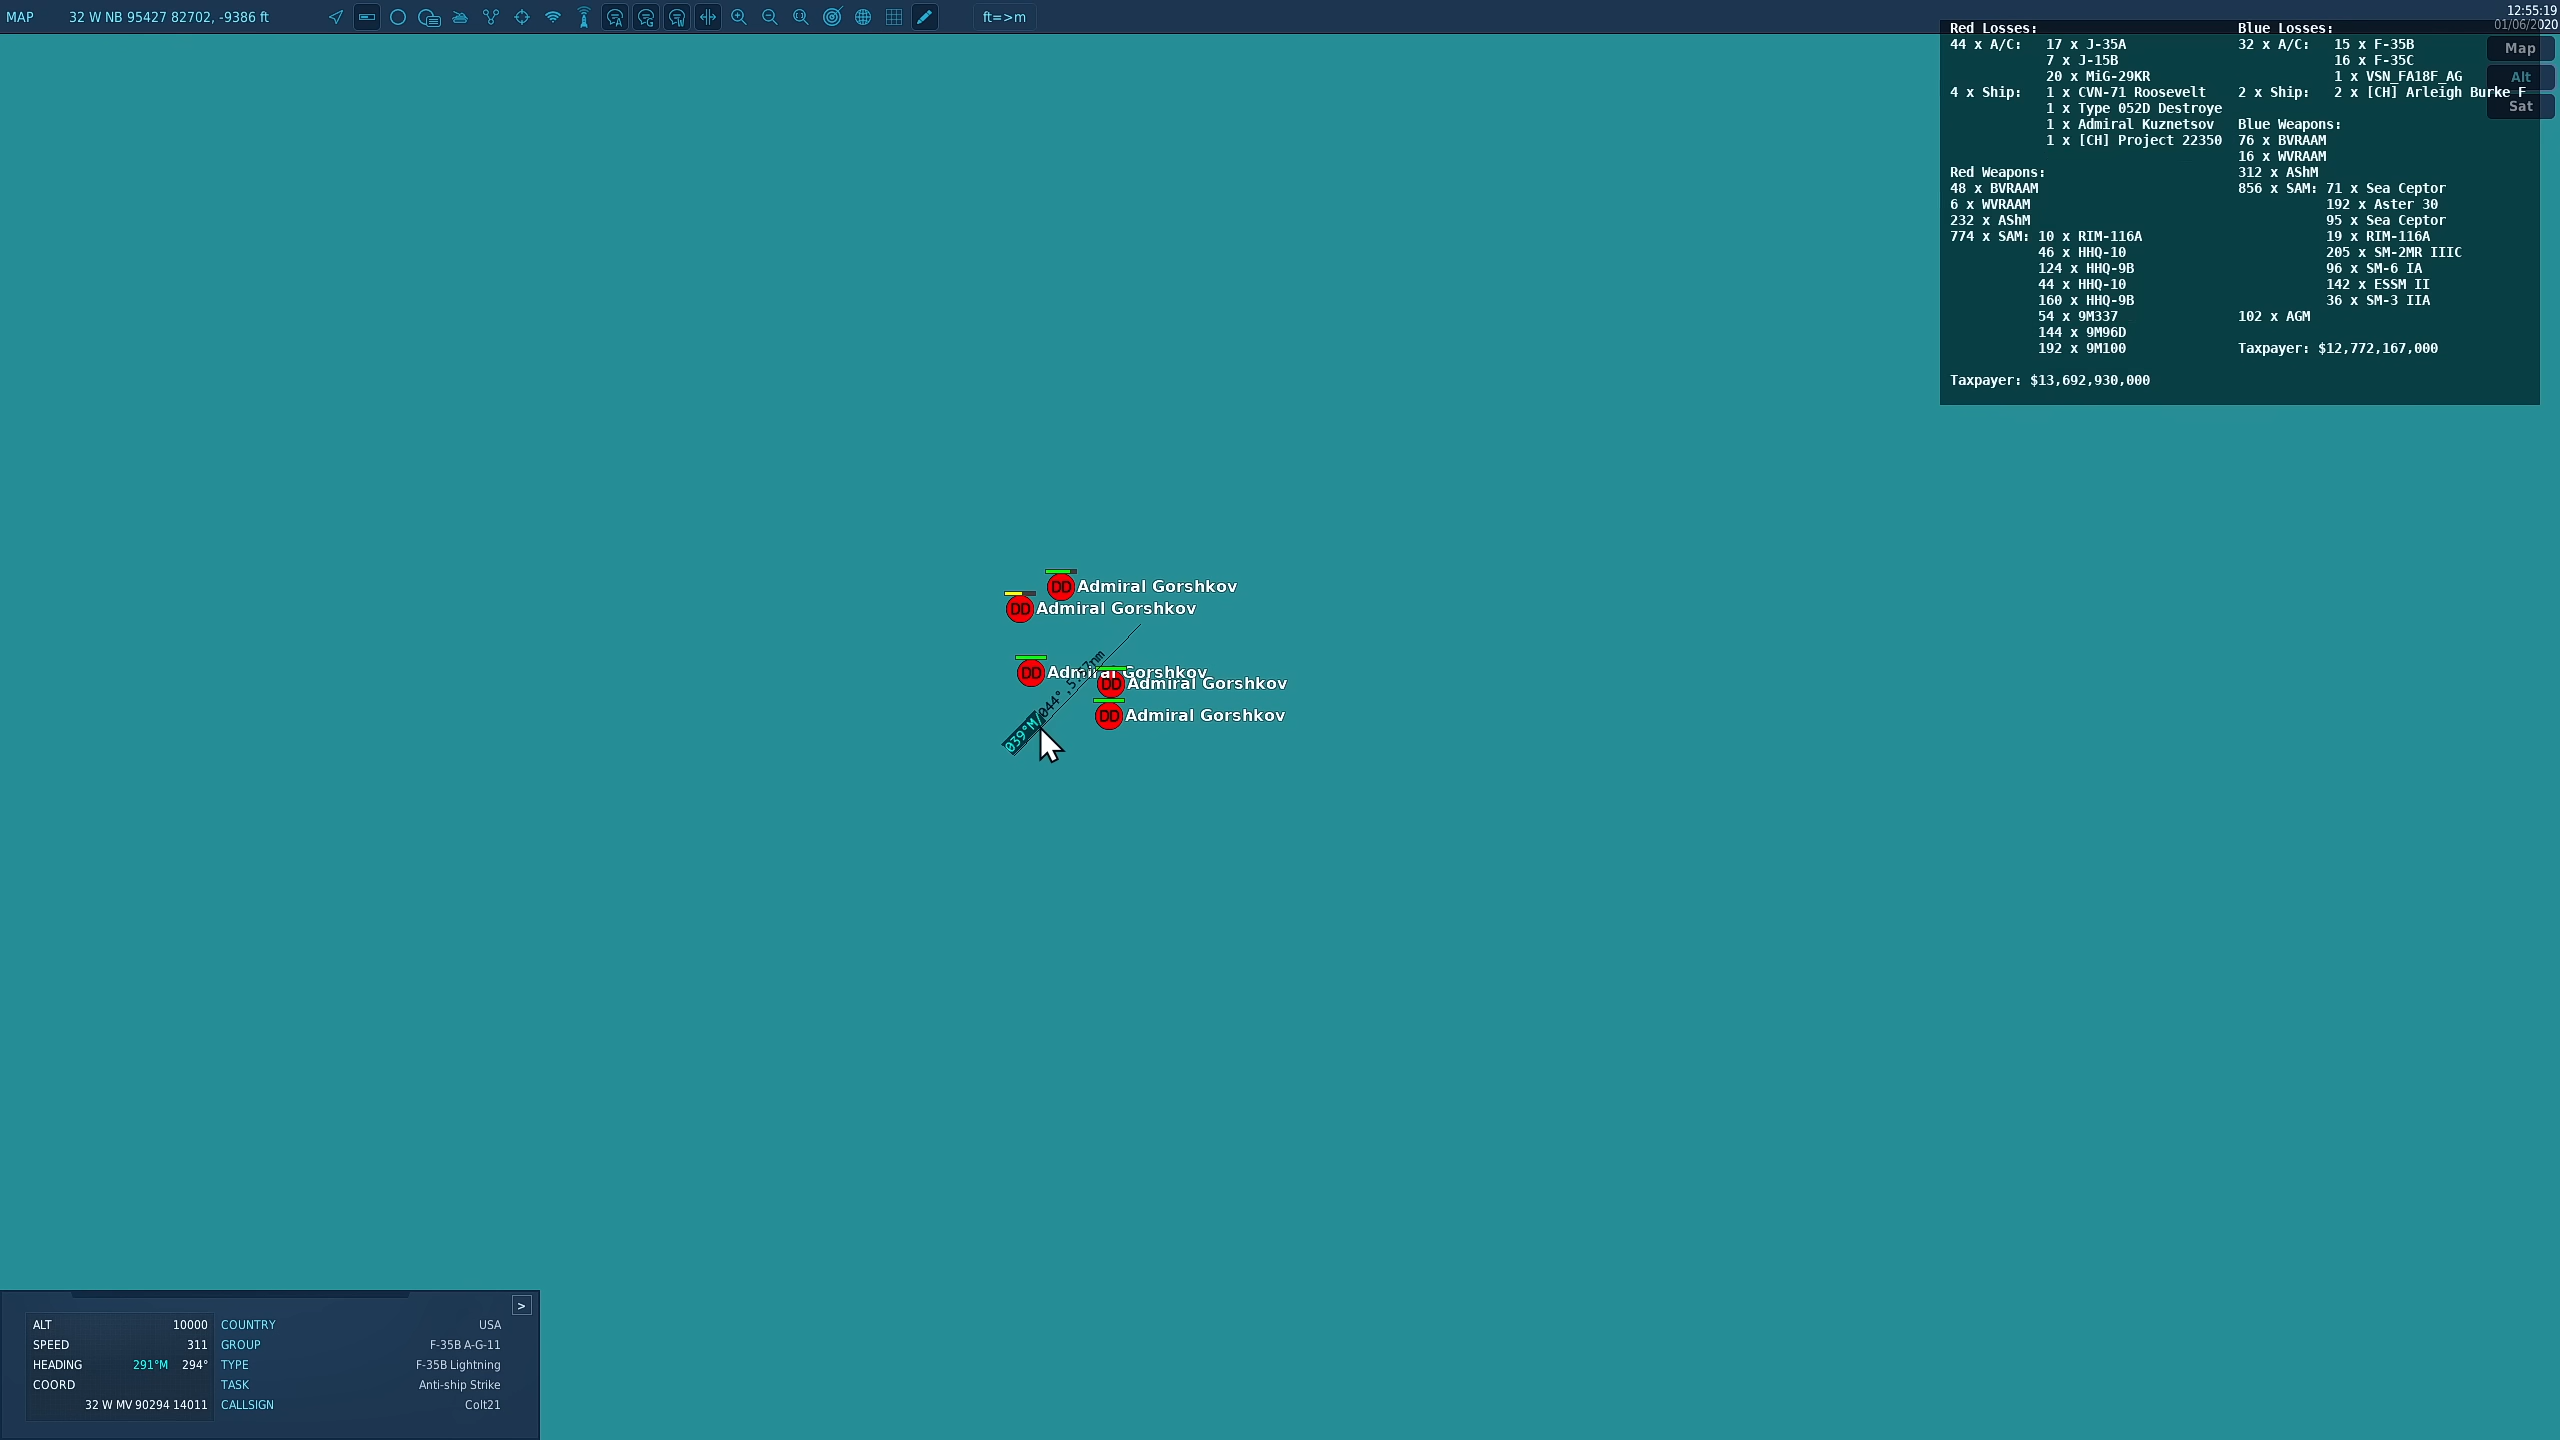 MAP 32 W NB 95427 82702, -9386 ft ft=>m 12:55:19
01/06/2020
Map
Alt
Sat
Red Losses:
44 x A/C: 17 x J-35A
7 x J-15B
20 x MiG-29KR
4 x Ship: 1 x CVN-71 Roosevelt
1 x Type 052D Destroye
1 x Admiral Kuznetsov
1 x [CH] Project 22350
Red Weapons:
48 x BVRAAM
6 x WVRAAM
232 x AShM
774 x SAM: 10 x RIM-116A
46 x HHQ-10
124 x HHQ-9B
44 x HHQ-10
160 x HHQ-9B
54 x 9M337
144 x 9M96D
192 x 9M100
Taxpayer: $13,692,930,000
Blue Losses:
32 x A/C: 15 x F-35B
16 x F-35C
1 x VSN_FA18F_AG
2 x Ship: 2 x [CH] Arleigh Burke F
Blue Weapons:
76 x BVRAAM
16 x WVRAAM
312 x AShM
856 x SAM: 71 x Sea Ceptor
192 x Aster 30
95 x Sea Ceptor
19 x RIM-116A
205 x SM-2MR IIIC
96 x SM-6 IA
142 x ESSM II
36 x SM-3 IIA
102 x AGM
Taxpayer: $12,772,167,000
DD Admiral Gorshkov
DD Admiral Gorshkov
DD Admiral Gorshkov
DD Admiral Gorshkov
DD Admiral Gorshkov
039°M/044°
>
ALT 10000 COUNTRY USA
SPEED 311 GROUP F-35B A-G-11
HEADING 291°M 294° TYPE F-35B Lightning
COORD TASK Anti-ship Strike
32 W MV 90294 14011 CALLSIGN Colt21